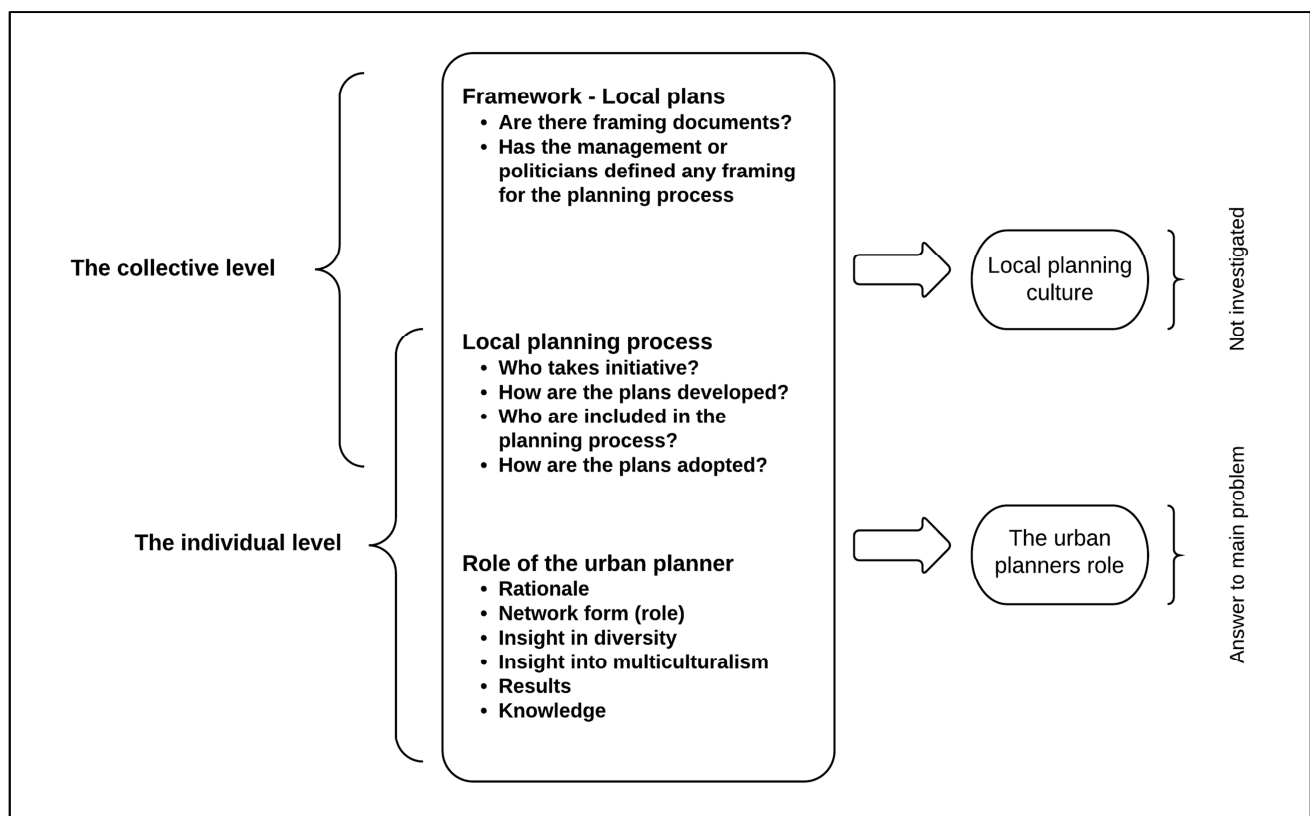 The collective level
The individual level
Framework - Local plans
• Are there framing documents?
• Has the management or
politicians defined any framing
for the planning process
Local planning process
• Who takes initiative?
• How are the plans developed?
• Who are included in the
planning process?
• How are the plans adopted?
Role of the urban planner
• Rationale
• Network form (role)
• Insight in diversity
• Insight into multiculturalism
• Results
• Knowledge
Local planning
culture
Not investigated
The urban
planners role
Answer to main problem